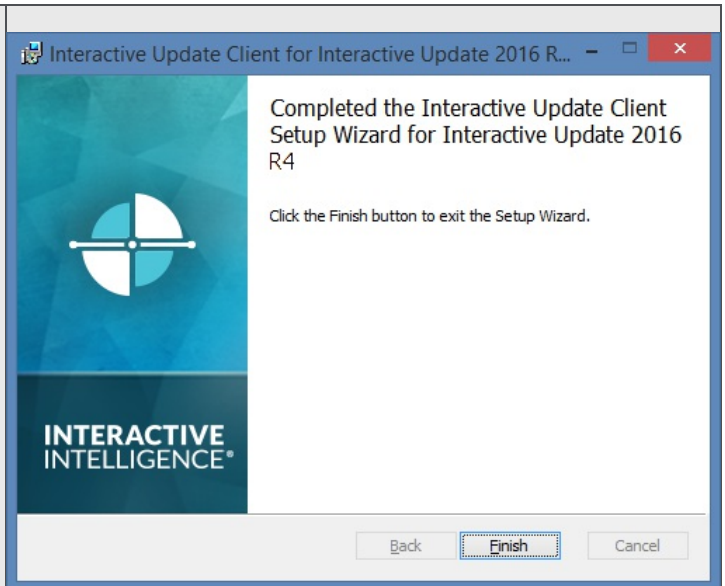 Interactive Update Client for Interactive Update 2016 R...
Completed the Interactive Update Client
Setup Wizard for Interactive Update 2016
R4
Click the Finish button to exit the Setup Wizard.
INTERACTIVE
INTELLIGENCE®
Back Finish Cancel